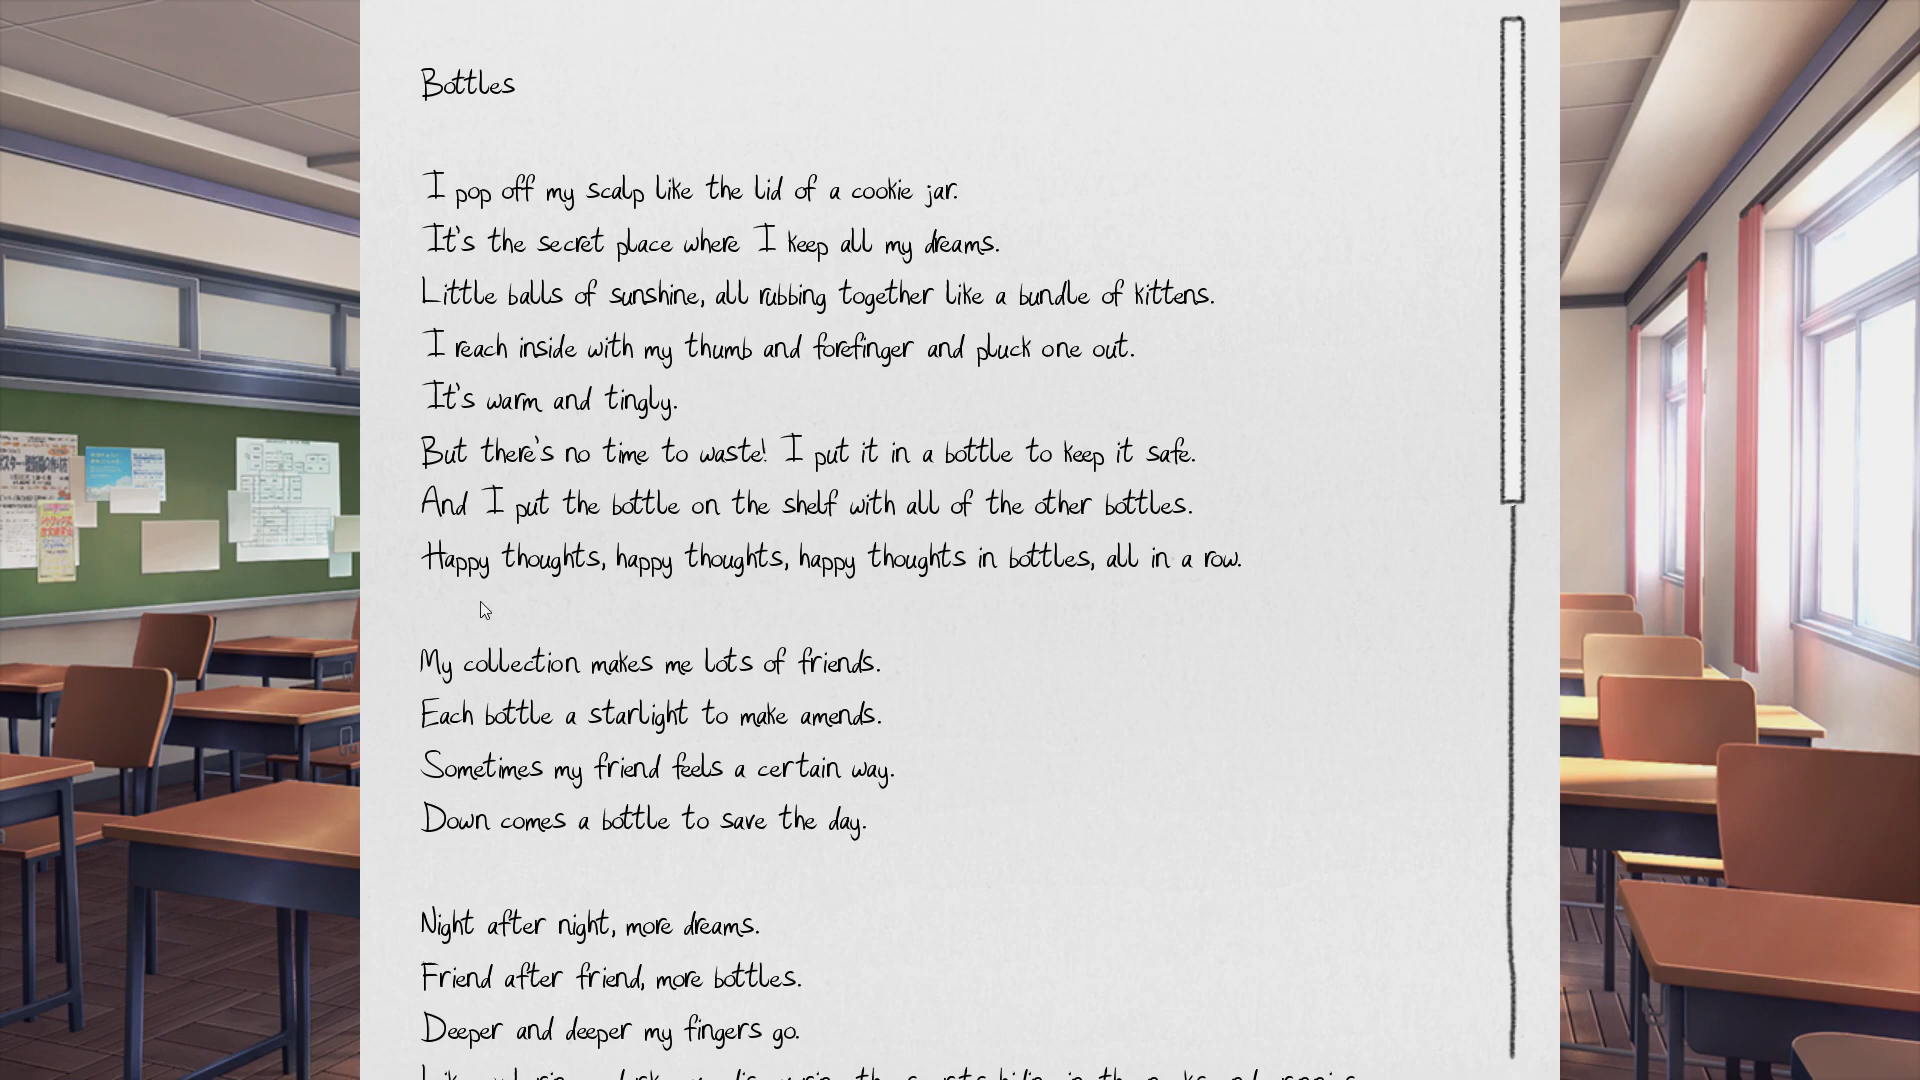 Bottles
I pop off my scalp like the lid of a cookie jar.
It's the secret place where I keep all my dreams.
Little balls of sunshine, all rubbing together like a bundle of kittens.
I reach inside with my thumb and forefinger and pluck one out.
It's warm and tingly.
But there's no time to waste! I put it in a bottle to keep it safe.
And I put the bottle on the shelf with all of the other bottles.
Happy thoughts, happy thoughts, happy thoughts in bottles, all in a row.
My collection makes me lots of friends.
Each bottle a starlight to make amends.
Sometimes my friend feels a certain way.
Down comes a bottle to save the day.
Night after night, more dreams.
Friend after friend, more bottles.
Deeper and deeper my fingers go.